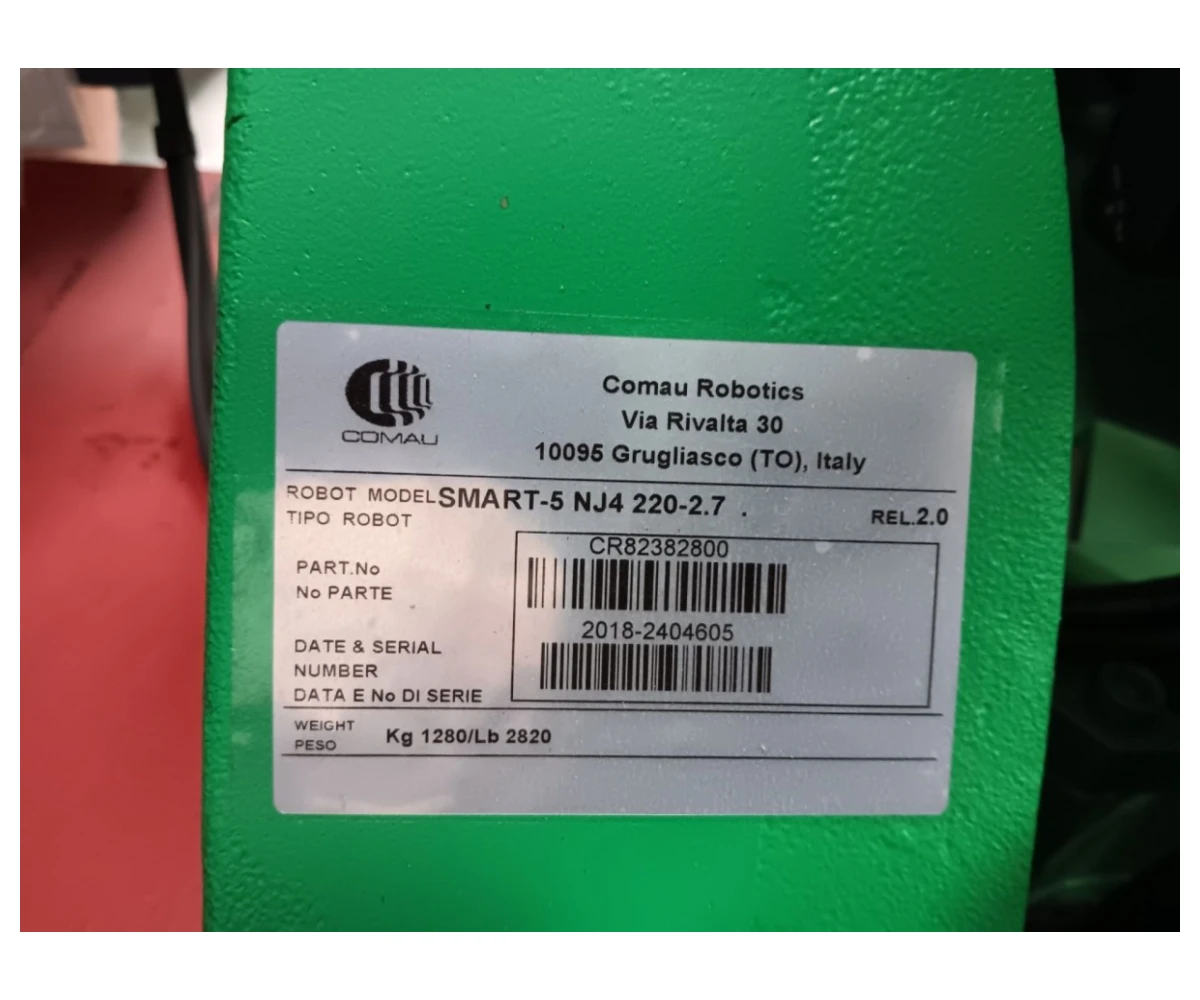 COMAU
Comau Robotics
Via Rivalta 30
10095 Grugliasco (TO), Italy
ROBOT MODEL SMART-5 NJ4 220-2.7 .
TIPO ROBOT
REL.2.0
CR82382800
PART.No
No PARTE
2018-2404605
DATE & SERIAL
NUMBER
DATA E No DI SERIE
WEIGHT
PESO
Kg 1280/Lb 2820